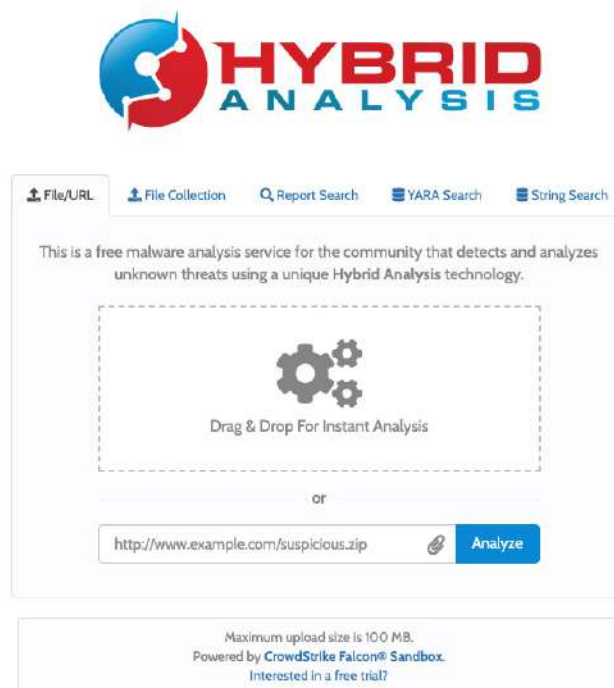 HYBRID
ANALYSIS
File/URL
File Collection
Report Search
YARA Search
String Search
This is a free malware analysis service for the community that detects and analyzes
unknown threats using a unique Hybrid Analysis technology.
Drag & Drop For Instant Analysis
or
http://www.example.com/suspicious.zip
Analyze
Maximum upload size is 100 MB.
Powered by CrowdStrike Falcon® Sandbox.
Interested in a free trial?